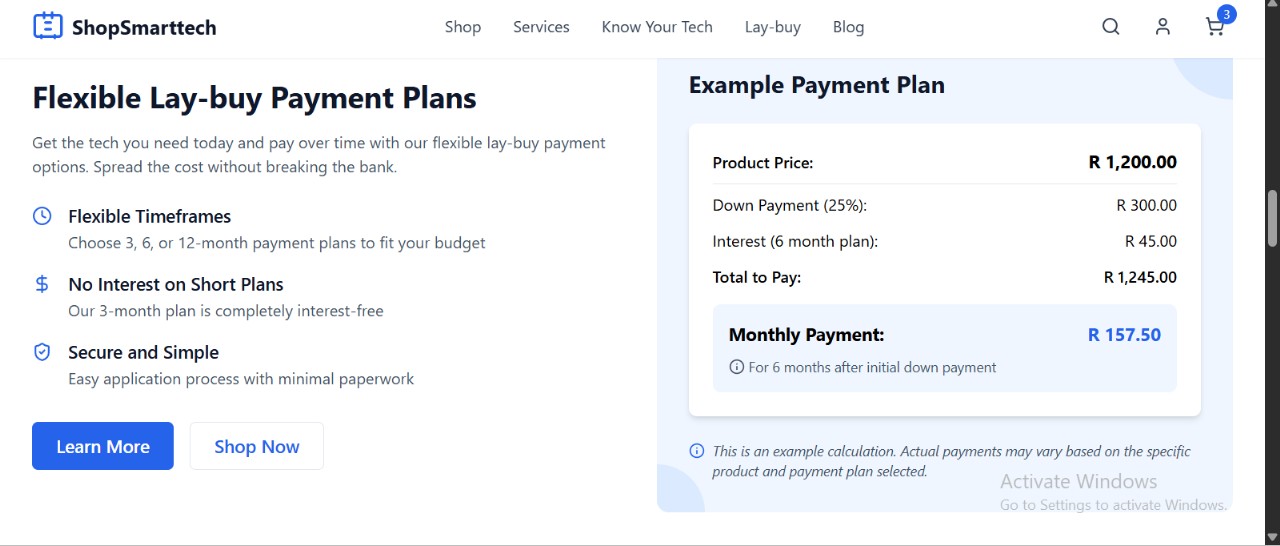 ShopSmarttech
Shop
Services
Know Your Tech
Lay-buy
Blog
3
Flexible Lay-buy Payment Plans
Get the tech you need today and pay over time with our flexible lay-buy payment
options. Spread the cost without breaking the bank.
Flexible Timeframes
Choose 3, 6, or 12-month payment plans to fit your budget
No Interest on Short Plans
Our 3-month plan is completely interest-free
Secure and Simple
Easy application process with minimal paperwork
Learn More
Shop Now
Example Payment Plan
Product Price: R 1,200.00
Down Payment (25%): R 300.00
Interest (6 month plan): R 45.00
Total to Pay: R 1,245.00
Monthly Payment: R 157.50
For 6 months after initial down payment
This is an example calculation. Actual payments may vary based on the specific
product and payment plan selected.
Activate Windows
Go to Settings to activate Windows.